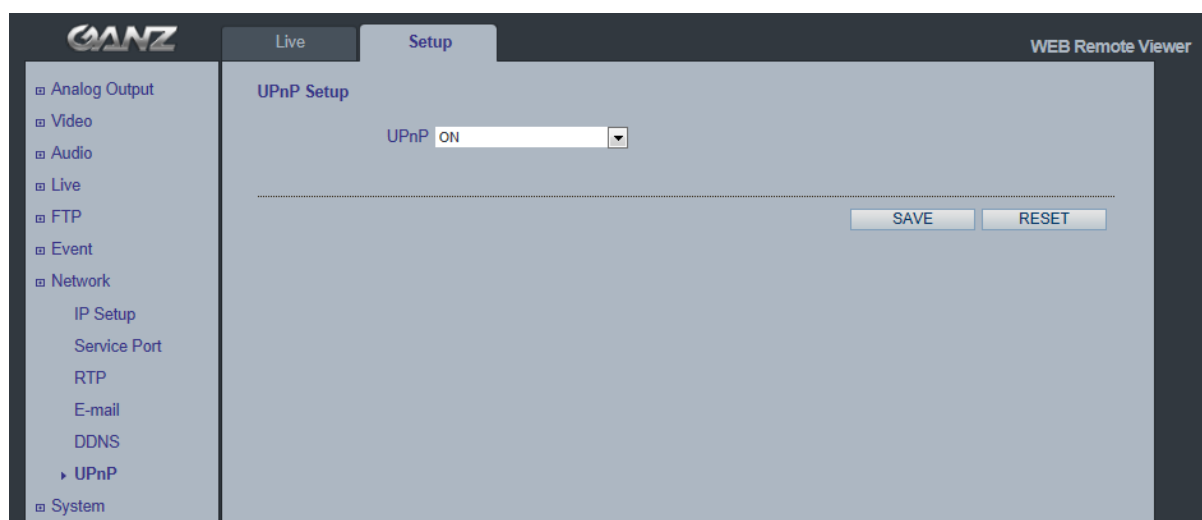 GANZ
Live
Setup
WEB Remote Viewer
Analog Output
Video
Audio
Live
FTP
Event
Network
IP Setup
Service Port
RTP
E-mail
DDNS
UPnP
System
UPnP Setup
UPnP ON
SAVE RESET